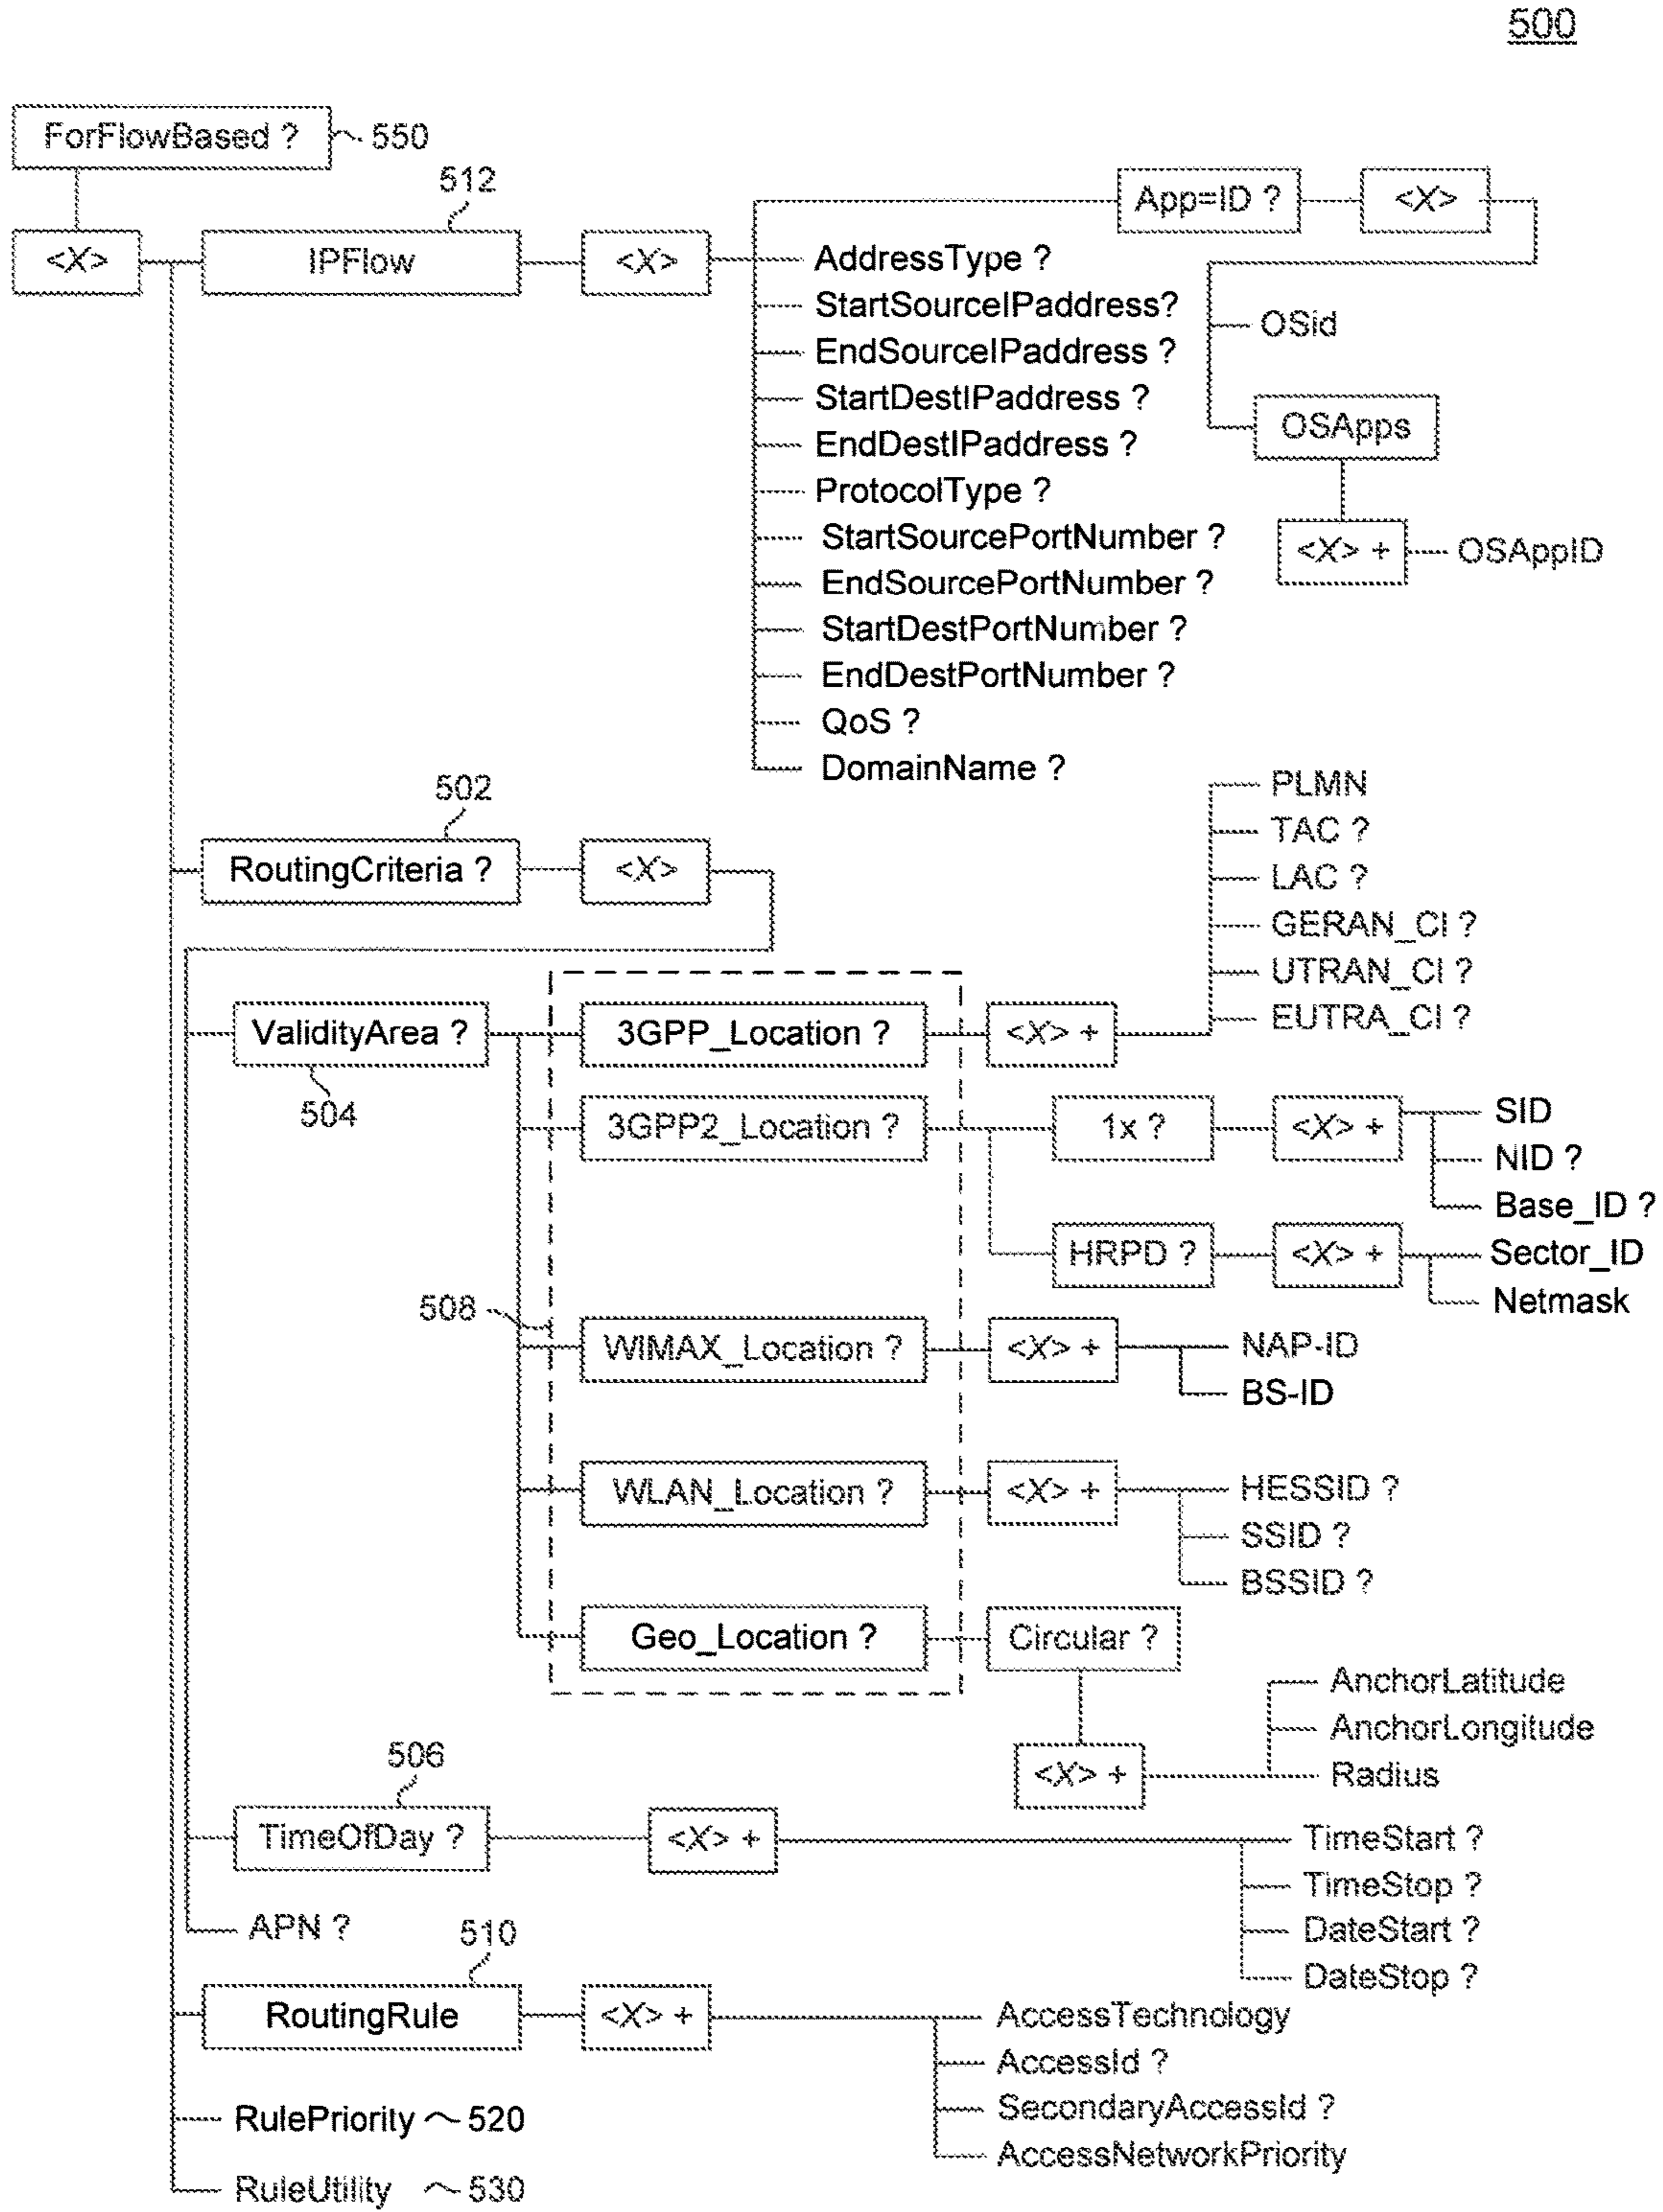 500
ForFlowBased ?
550
512
App=ID ?
<X>
<X>
IPFlow
<X>
AddressType ?
StartSourceIPaddress?
EndSourceIPaddress ?
StartDestIPaddress ?
EndDestIPaddress ?
ProtocolType ?
StartSourcePortNumber ?
EndSourcePortNumber ?
StartDestPortNumber ?
EndDestPortNumber ?
QoS ?
DomainName ?
OSid
OSApps
<X> +
OSAppID
502
RoutingCriteria ?
<X>
PLMN
TAC ?
LAC ?
GERAN_CI ?
UTRAN_CI ?
EUTRA_CI ?
ValidityArea ?
504
508
3GPP_Location ?
<X> +
3GPP2_Location ?
1x ?
<X> +
SID
NID ?
Base_ID ?
HRPD ?
<X> +
Sector_ID
Netmask
WIMAX_Location ?
<X> +
NAP-ID
BS-ID
WLAN_Location ?
<X> +
HESSID ?
SSID ?
BSSID ?
Geo_Location ?
Circular ?
<X> +
AnchorLatitude
AnchorLongitude
Radius
506
TimeOfDay ?
<X> +
TimeStart ?
TimeStop ?
DateStart ?
DateStop ?
APN ?
510
RoutingRule
<X> +
AccessTechnology
AccessId ?
SecondaryAccessId ?
AccessNetworkPriority
RulePriority
520
RuleUtility
530